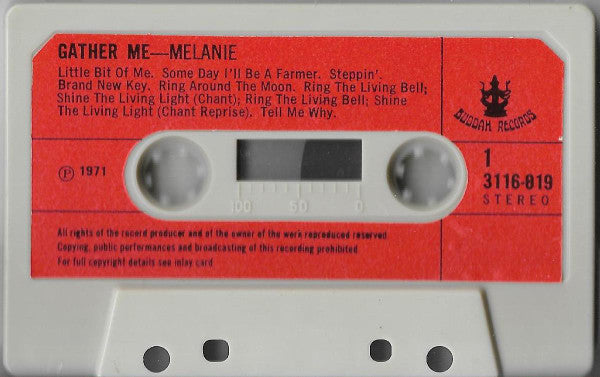 GATHER ME—MELANIE
Little Bit Of Me. Some Day I'll Be A Farmer. Steppin'.
Brand New Key. Ring Around The Moon. Ring The Living Bell;
Shine The Living Light (Chant); Ring The Living Bell; Shine
The Living Light (Chant Reprise). Tell Me Why.
BUDDAH RECORDS
℗ 1971
1
3116-819
STEREO
100 50 0
All rights of the record producer and of the owner of the work reproduced reserved
Copying, public performances and broadcasting of this recording prohibited
For full copyright details see inlay card